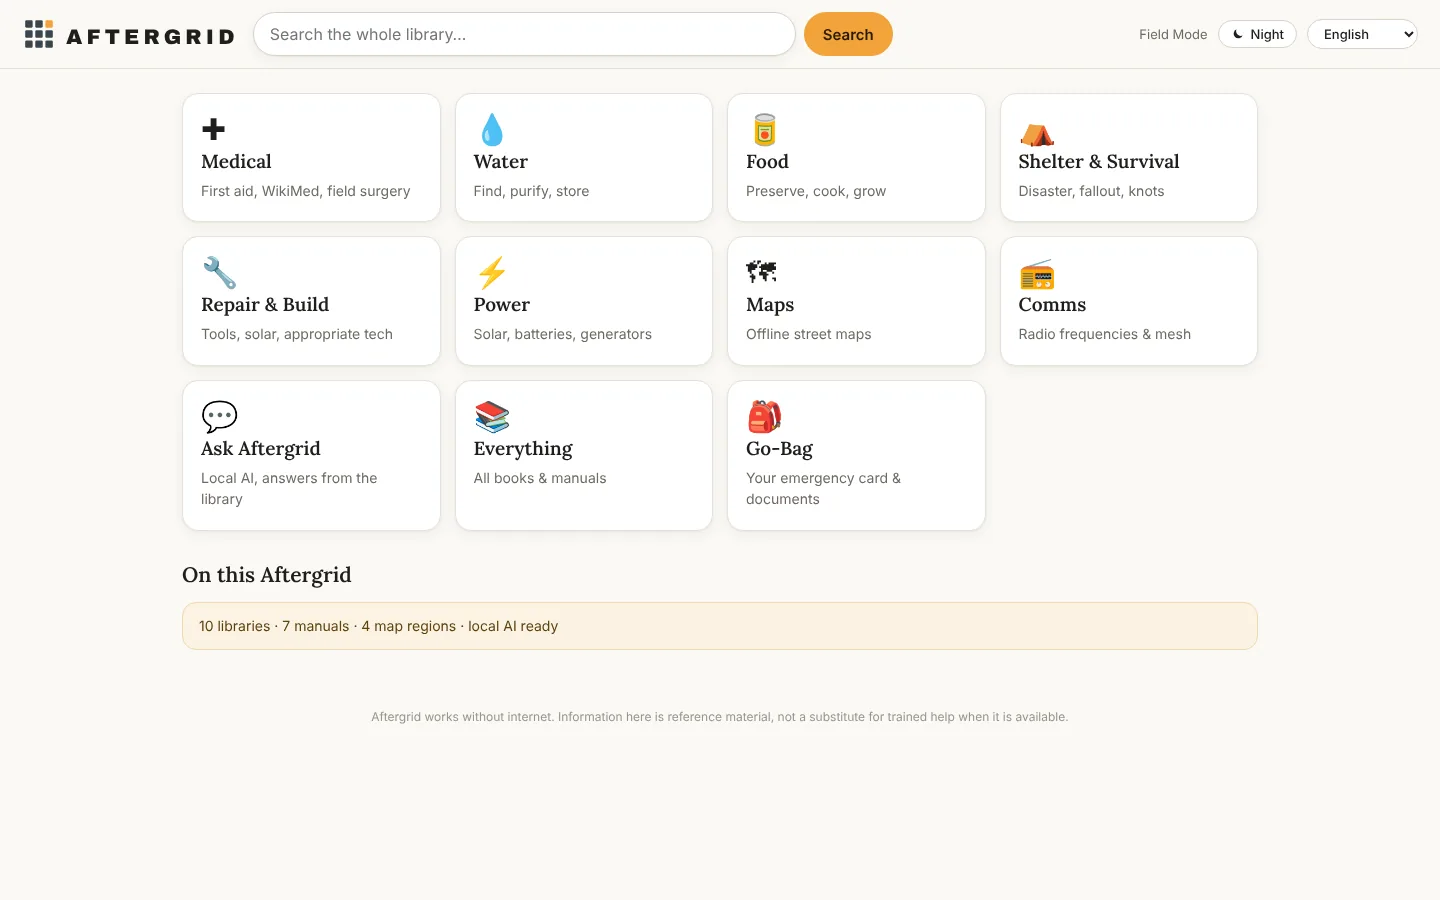 AFTERGRID
Search the whole library...
Search
Field Mode
Night
English
Medical
First aid, WikiMed, field surgery
Water
Find, purify, store
Food
Preserve, cook, grow
Shelter & Survival
Disaster, fallout, knots
Repair & Build
Tools, solar, appropriate tech
Power
Solar, batteries, generators
Maps
Offline street maps
Comms
Radio frequencies & mesh
Ask Aftergrid
Local AI, answers from the
library
Everything
All books & manuals
Go-Bag
Your emergency card &
documents
On this Aftergrid
10 libraries · 7 manuals · 4 map regions · local AI ready
Aftergrid works without internet. Information here is reference material, not a substitute for trained help when it is available.